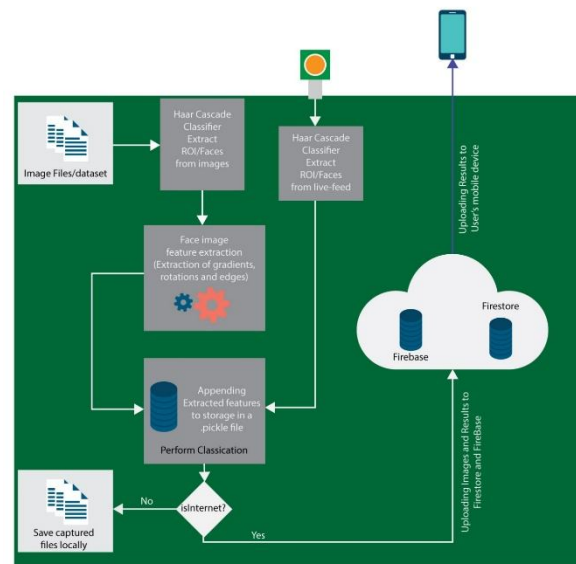 Image Files/dataset
Haar Cascade
Classifier
Extract
ROI/Faces
from images
Haar Cascade
Classifier
Extract
ROI/Faces
from live-feed
Face image
feature extraction
(Extraction of gradients,
rotations and edges)
Appending
Extracted features
to storage in a
.pickle file
Perform Classication
isInternet?
No
Yes
Save captured
files locally
Uploading Images and Results to
Firestore and FireBase
Firebase
Firestore
Uploading Results to
User's mobile device